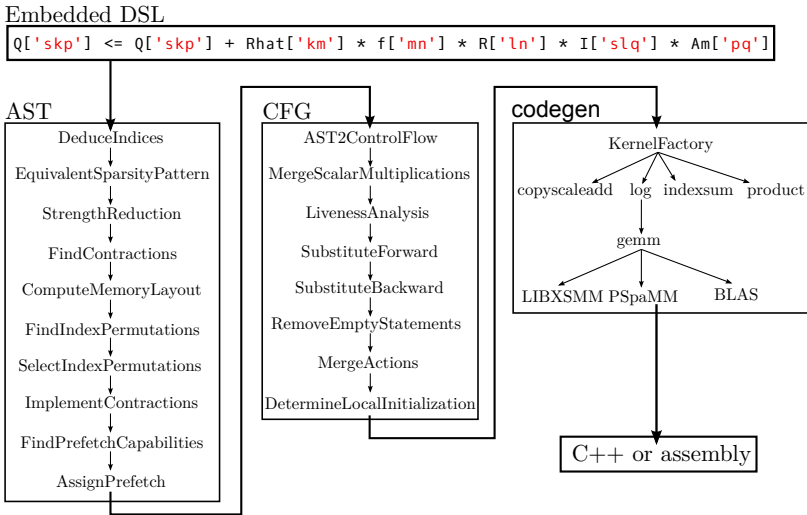 Embedded DSL
Q['skp'] <= Q['skp'] + Rhat['km'] * f['mn'] * R['ln'] * I['slq'] * Am['pq']
AST
DeduceIndices
EquivalentSparsityPattern
StrengthReduction
FindContractions
ComputeMemoryLayout
FindIndexPermutations
SelectIndexPermutations
ImplementContractions
FindPrefetchCapabilities
AssignPrefetch
CFG
AST2ControlFlow
MergeScalarMultiplications
LivenessAnalysis
SubstituteForward
SubstituteBackward
RemoveEmptyStatements
MergeActions
DetermineLocalInitialization
codegen
KernelFactory
copyscaleadd log indexsum product
gemm
LIBXSMM PSpaMM BLAS
C++ or assembly